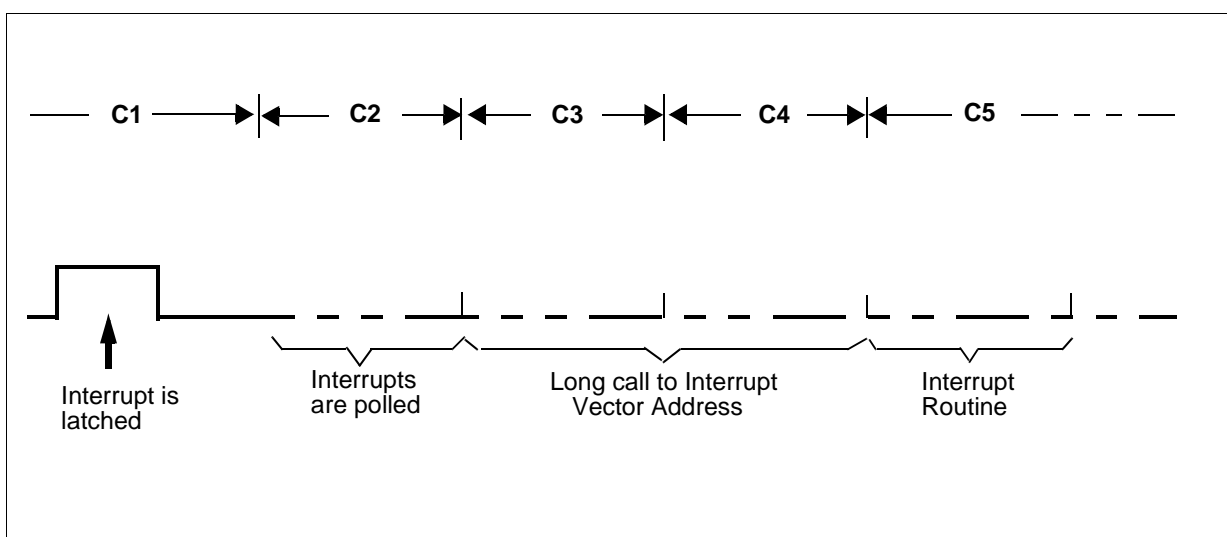 C1
C2
C3
C4
C5
Interrupt is
latched
Interrupts
are polled
Long call to Interrupt
Vector Address
Interrupt
Routine